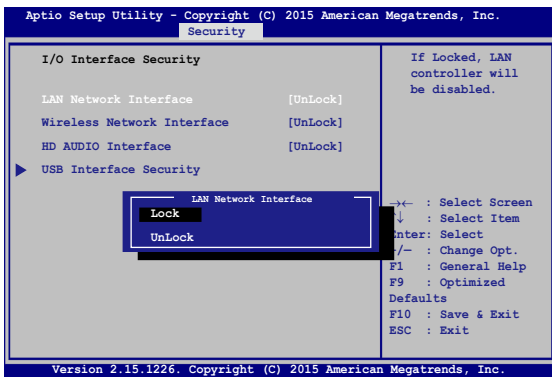 Aptio Setup Utility - Copyright (C) 2015 American Megatrends, Inc.
Security
I/O Interface Security
LAN Network Interface [UnLock]
Wireless Network Interface [UnLock]
HD AUDIO Interface [UnLock]
USB Interface Security
LAN Network Interface
Lock
UnLock
If Locked, LAN
controller will
be disabled.
→← : Select Screen
↑↓ : Select Item
Enter: Select
+/— : Change Opt.
F1 : General Help
F9 : Optimized
Defaults
F10 : Save & Exit
ESC : Exit
Version 2.15.1226. Copyright (C) 2015 American Megatrends, Inc.